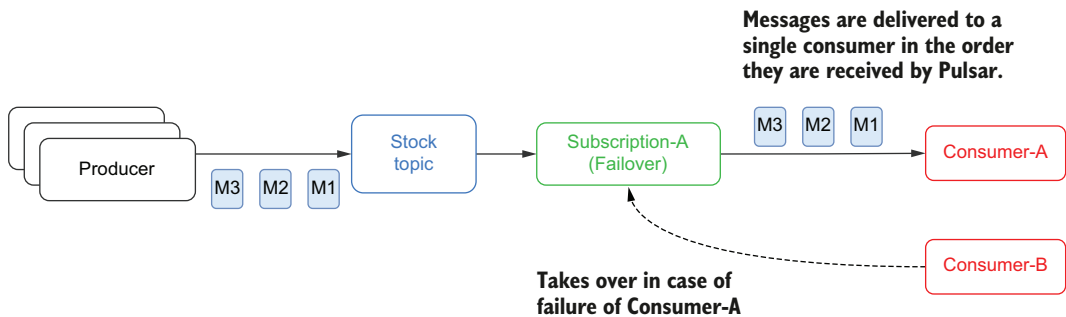 Messages are delivered to a
single consumer in the order
they are received by Pulsar.
Producer
M3 M2 M1
Stock
topic
Subscription-A
(Failover)
M3 M2 M1
Consumer-A
Consumer-B
Takes over in case of
failure of Consumer-A